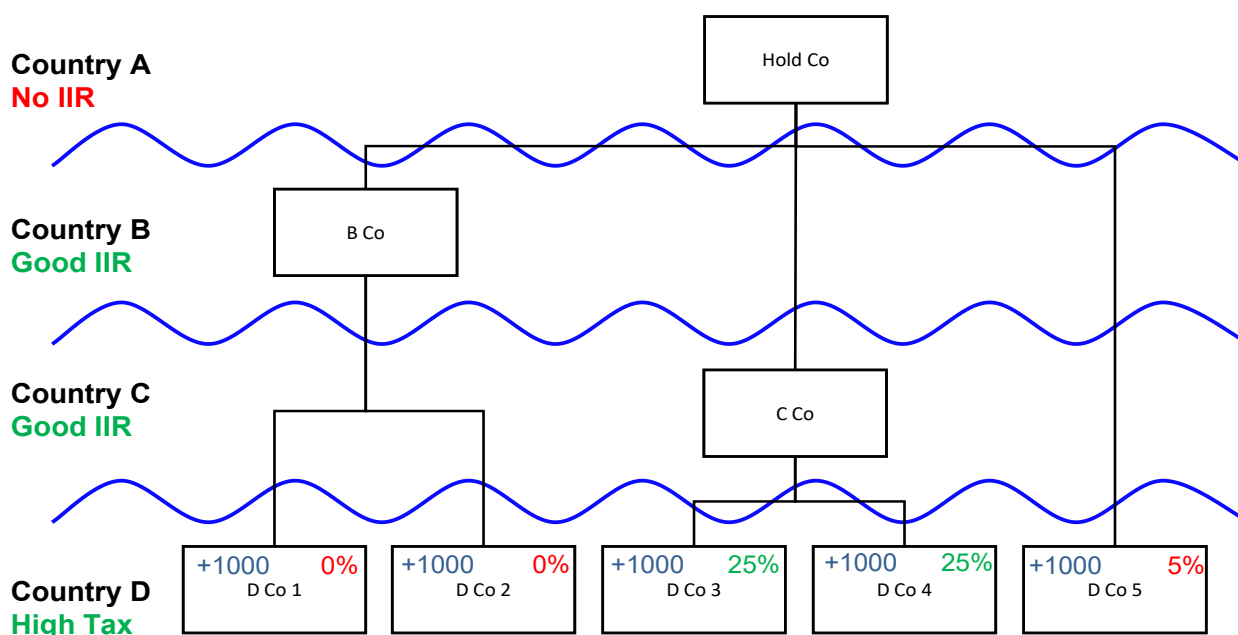 Country A
No IIR
Hold Co
Country B
Good IIR
B Co
Country C
Good IIR
C Co
Country D
High Tax
+1000 0%
D Co 1
+1000 0%
D Co 2
+1000 25%
D Co 3
+1000 25%
D Co 4
+1000 5%
D Co 5